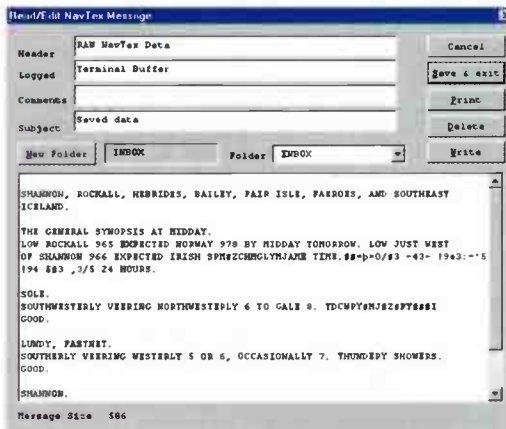 Read/Edit NavTex Message
Header
RAW NavTex Data
Cancel
Logged
Terminal Buffer
Save & exit
Comments
Print
Subject
Saved data
Delete
New Folder
INBOX
Folder
INBOX
Write
SHANNON, ROCKALL, HEBRIDES, BAILEY, FAIR ISLE, FAEROES, AND SOUTHEAST
ICELAND.
THE GENERAL SYNOPSIS AT MIDDAY.
LOW ROCKALL 965 EXPECTED NORWAY 978 BY MIDDAY TOMORROW. LOW JUST WEST
OF SHANNON 966 EXPECTED IRISH TIME.
24 HOURS.
SOLE.
SOUTHWESTERLY VEERING NORTHWESTERLY 6 TO GALE 8.
GOOD.
LUNDY, FASTNET.
SOUTHERLY VEERING WESTERLY 5 OR 6, OCCASIONALLY 7. THUNDERY SHOWERS.
GOOD.
SHANNON.
Message Size 586